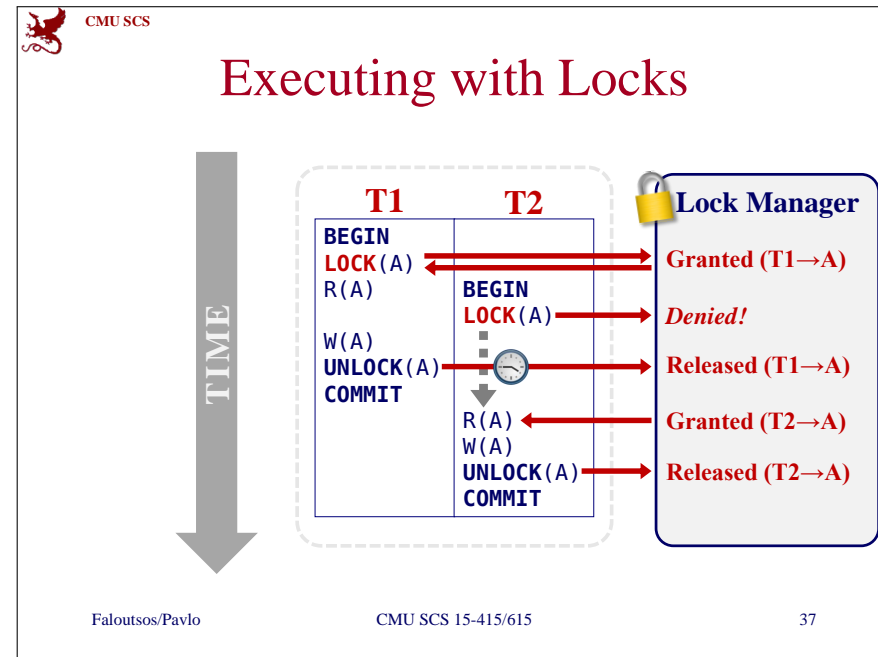 CMU SCS
Executing with Locks
TIME
T1
T2
BEGIN
LOCK(A)
R(A)
W(A)
UNLOCK(A)
COMMIT
BEGIN
LOCK(A)
R(A)
W(A)
UNLOCK(A)
COMMIT
Lock Manager
Granted (T1→A)
Denied!
Released (T1→A)
Granted (T2→A)
Released (T2→A)
Faloutsos/Pavlo
CMU SCS 15-415/615
37